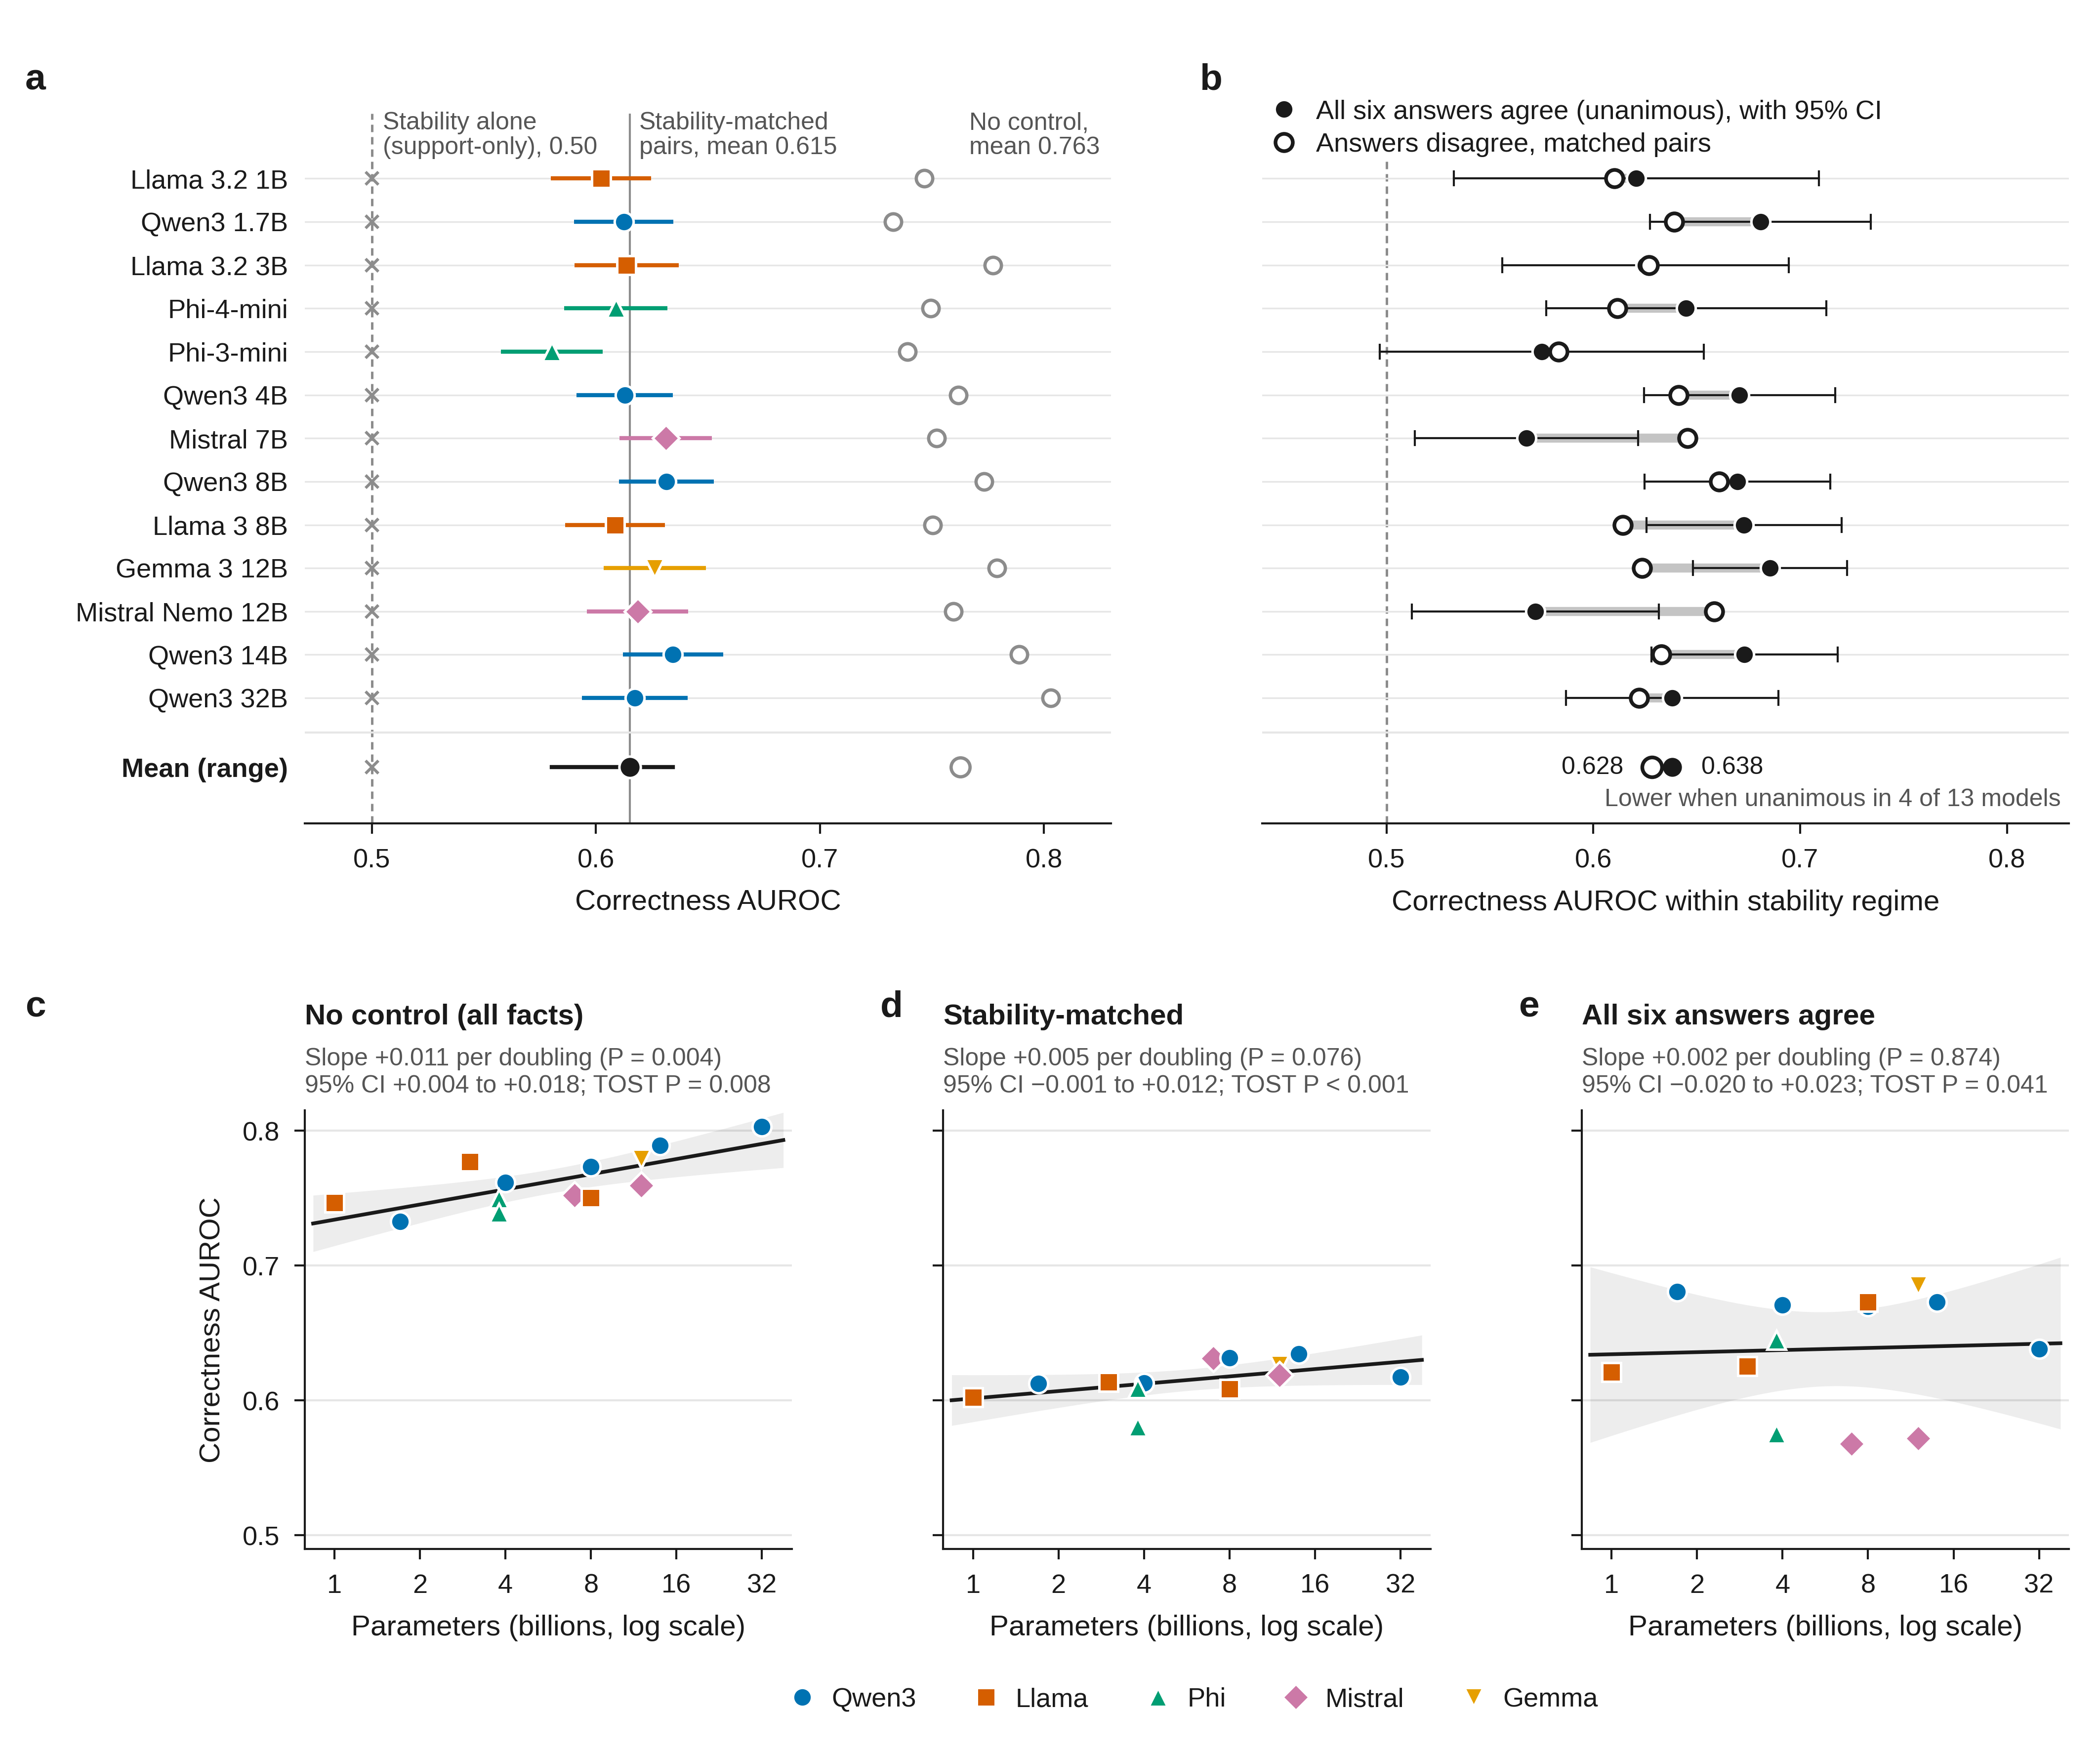 a
Stability alone
(support-only), 0.50
Stability-matched
pairs, mean 0.615
No control,
mean 0.763
Llama 3.2 1B
Qwen3 1.7B
Llama 3.2 3B
Phi-4-mini
Phi-3-mini
Qwen3 4B
Mistral 7B
Qwen3 8B
Llama 3 8B
Gemma 3 12B
Mistral Nemo 12B
Qwen3 14B
Qwen3 32B
Mean (range)
0.5 0.6 0.7 0.8
Correctness AUROC
b
All six answers agree (unanimous), with 95% CI
Answers disagree, matched pairs
0.628 0.638
Lower when unanimous in 4 of 13 models
0.5 0.6 0.7 0.8
Correctness AUROC within stability regime
c
No control (all facts)
Slope +0.011 per doubling (P = 0.004)
95% CI +0.004 to +0.018; TOST P = 0.008
Correctness AUROC
0.8
0.7
0.6
0.5
1 2 4 8 16 32
Parameters (billions, log scale)
d
Stability-matched
Slope +0.005 per doubling (P = 0.076)
95% CI −0.001 to +0.012; TOST P < 0.001
1 2 4 8 16 32
Parameters (billions, log scale)
e
All six answers agree
Slope +0.002 per doubling (P = 0.874)
95% CI −0.020 to +0.023; TOST P = 0.041
1 2 4 8 16 32
Parameters (billions, log scale)
Qwen3 Llama Phi Mistral Gemma